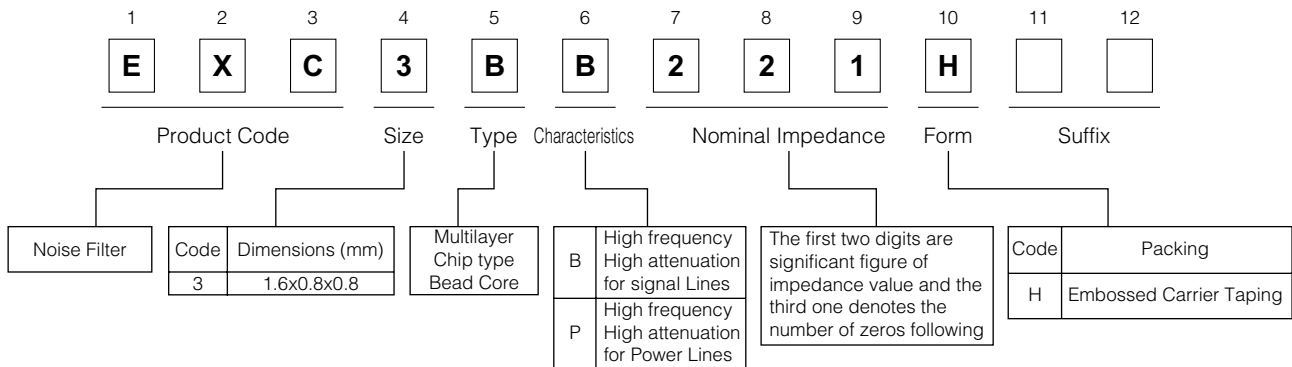 1 2 3 4 5 6 7 8 9 10 11 12
E X C 3 B B 2 2 1 H
Product Code Size Type Characteristics Nominal Impedance Form Suffix
Noise Filter
Code Dimensions (mm)
3 1.6x0.8x0.8
Multilayer
Chip type
Bead Core
B High frequency
High attenuation
for signal Lines
P High frequency
High attenuation
for Power Lines
The first two digits are
significant figure of
impedance value and the
third one denotes the
number of zeros following
Code Packing
H Embossed Carrier Taping